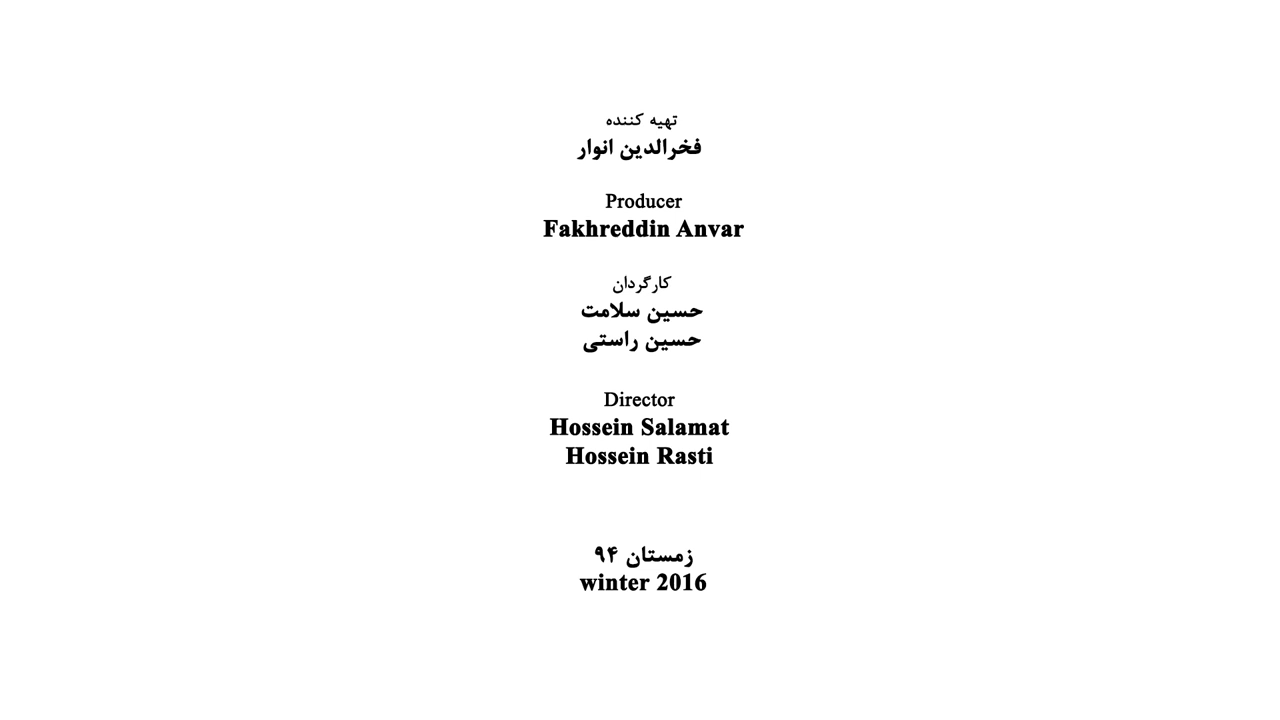 تهیه کننده
فخرالدین انوار
Producer
Fakhreddin Anvar
کارگردان
حسین سلامت
حسین راستی
Director
Hossein Salamat
Hossein Rasti
زمستان ۹۴
winter 2016